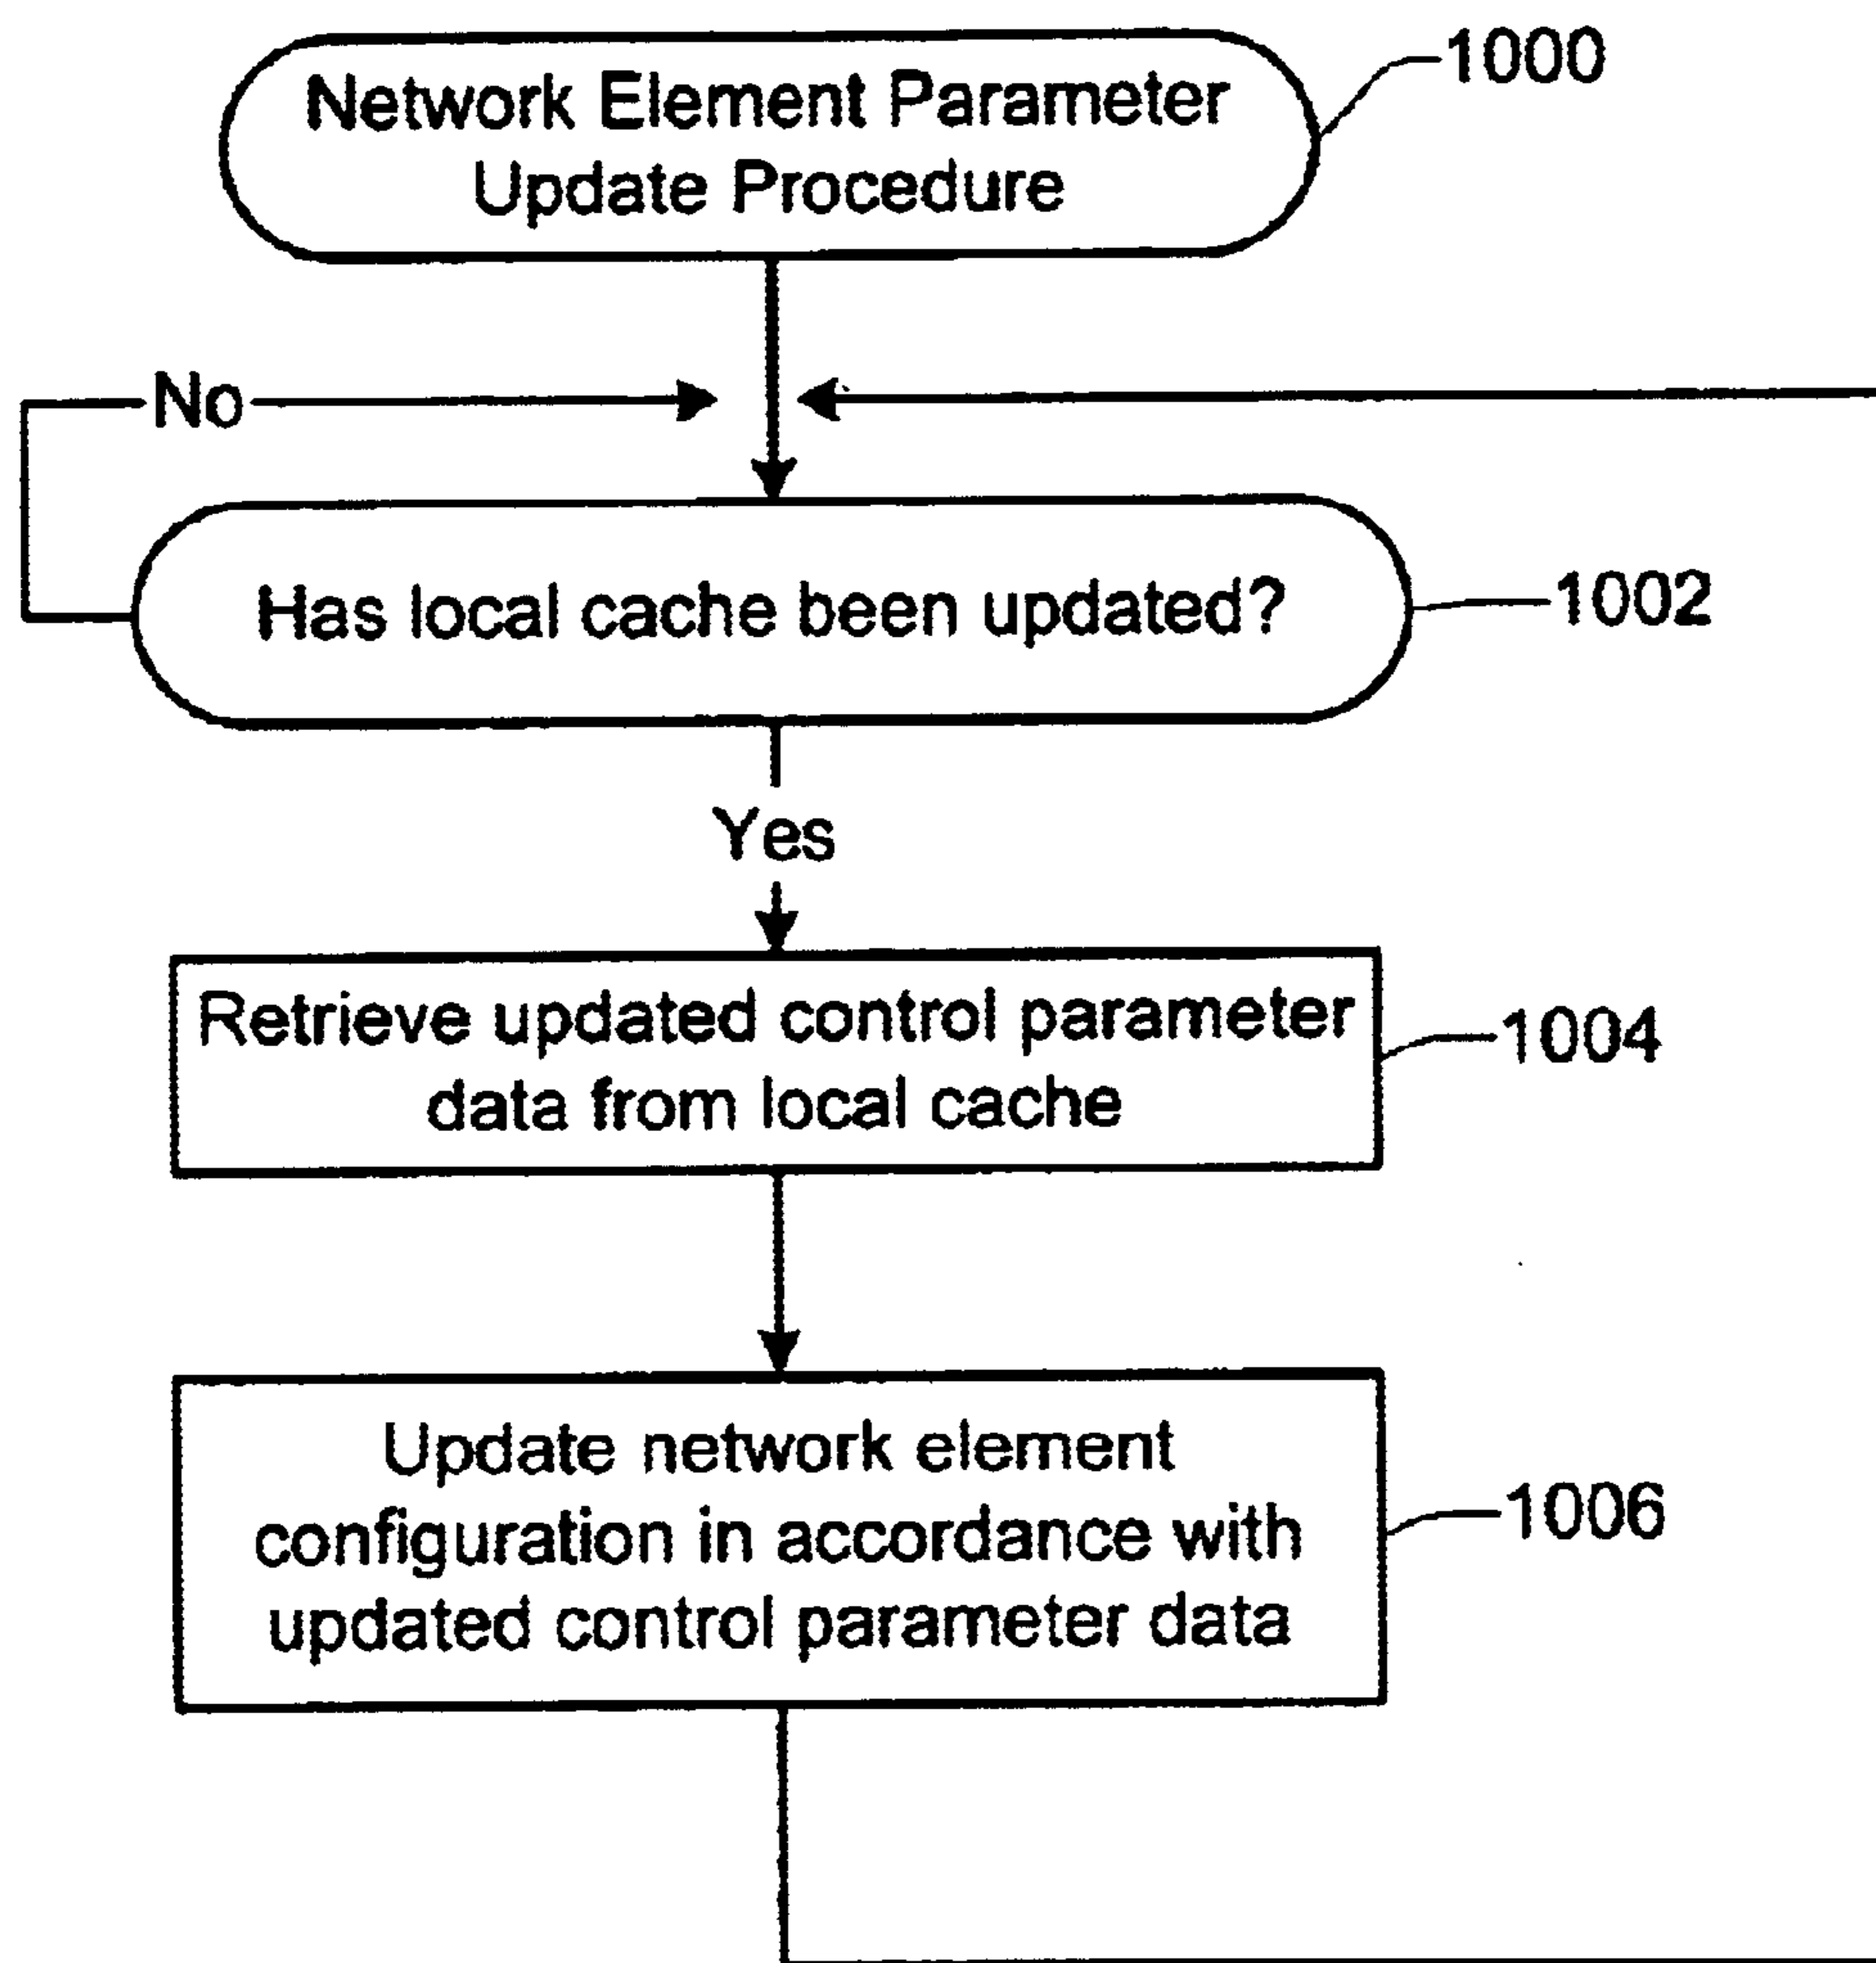 Network Element Parameter
Update Procedure
1000
No
Has local cache been updated?
1002
Yes
Retrieve updated control parameter
data from local cache
1004
Update network element
configuration in accordance with
updated control parameter data
1006